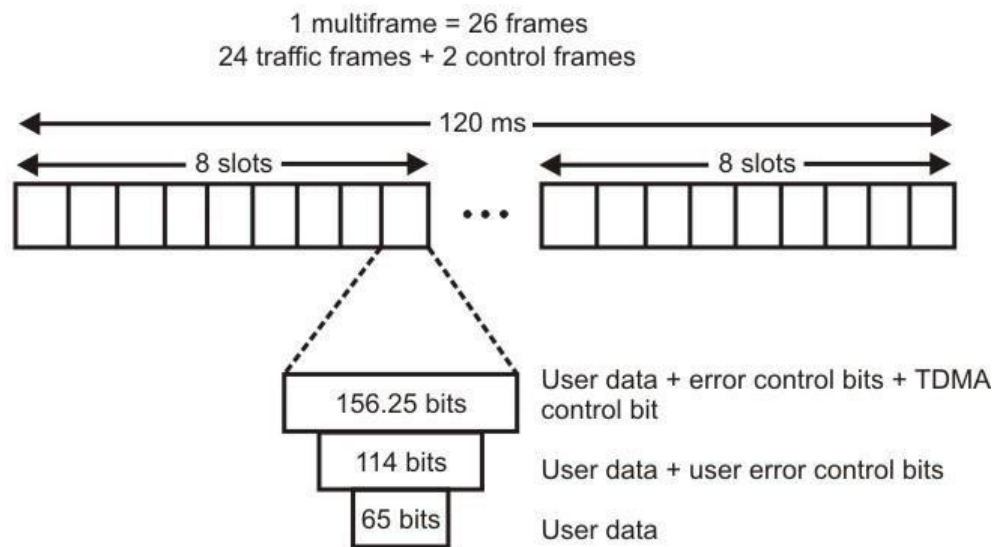 1 multiframe = 26 frames
24 traffic frames + 2 control frames
120 ms
8 slots
8 slots
156.25 bits
User data + error control bits + TDMA
control bit
114 bits
User data + user error control bits
65 bits
User data